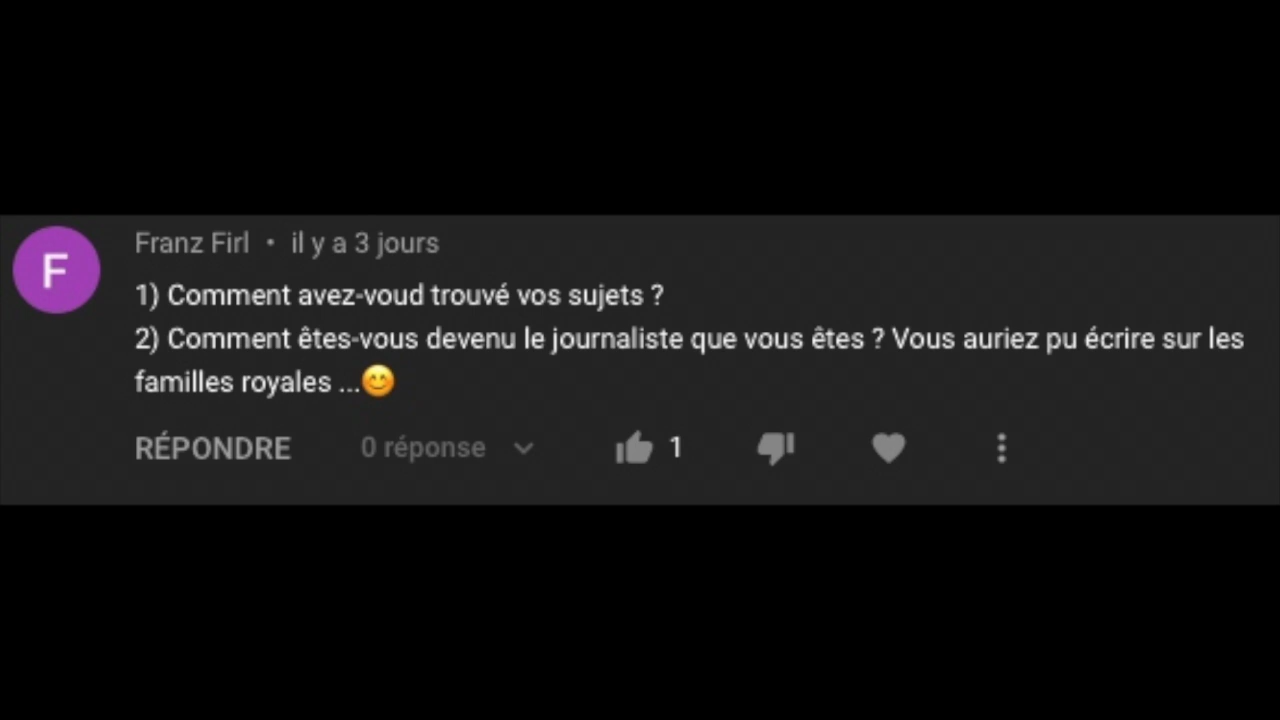 F
Franz Firl • il y a 3 jours
1) Comment avez-voud trouvé vos sujets ?
2) Comment êtes-vous devenu le journaliste que vous êtes ? Vous auriez pu écrire sur les
familles royales ...😊
RÉPONDRE 0 réponse 1